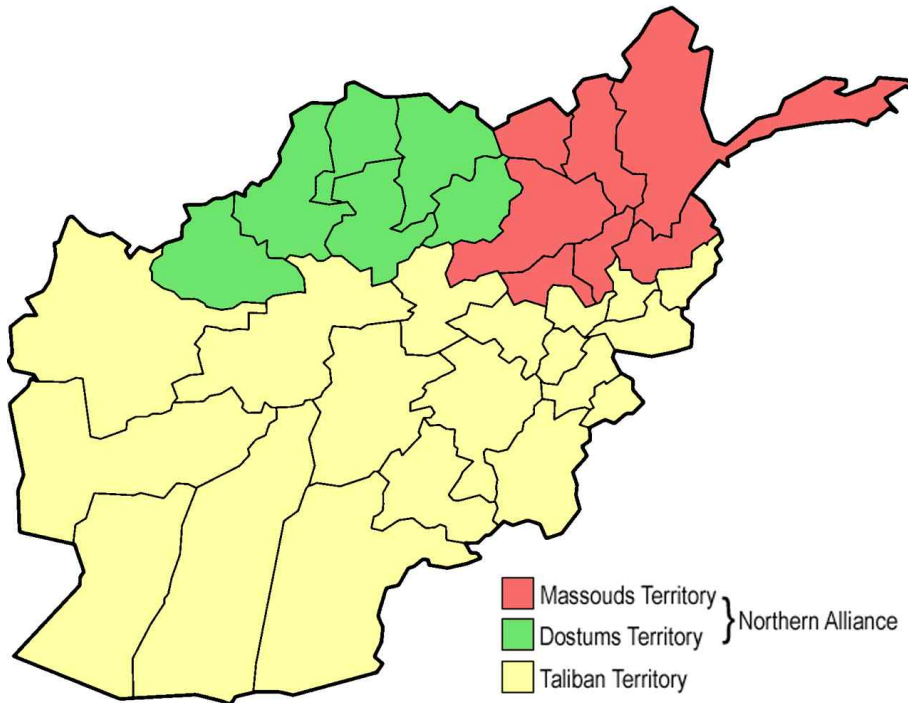 Massouds Territory
Dostums Territory
Northern Alliance
Taliban Territory